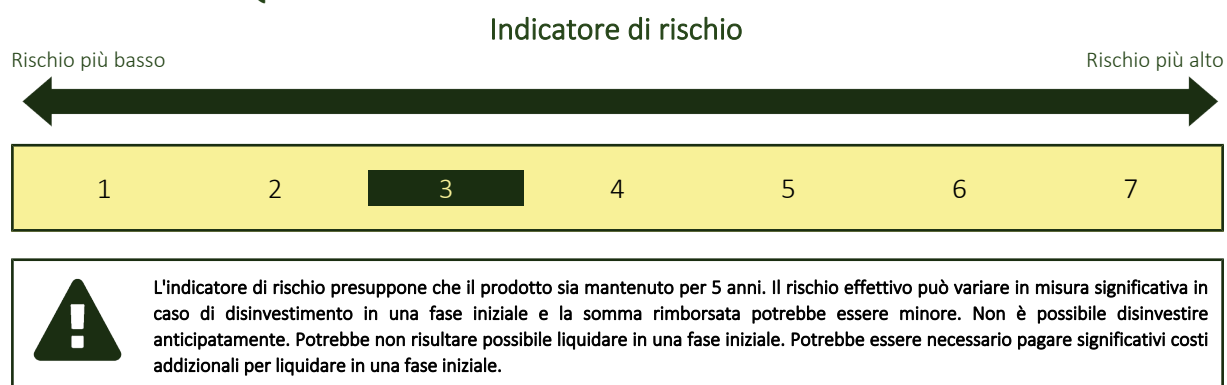 Indicatore di rischio
Rischio più basso Rischio più alto
1 2 3 4 5 6 7
L'indicatore di rischio presuppone che il prodotto sia mantenuto per 5 anni. Il rischio effettivo può variare in misura significativa in
caso di disinvestimento in una fase iniziale e la somma rimborsata potrebbe essere minore. Non è possibile disinvestire
anticipatamente. Potrebbe non risultare possibile liquidare in una fase iniziale. Potrebbe essere necessario pagare significativi costi
addizionali per liquidare in una fase iniziale.